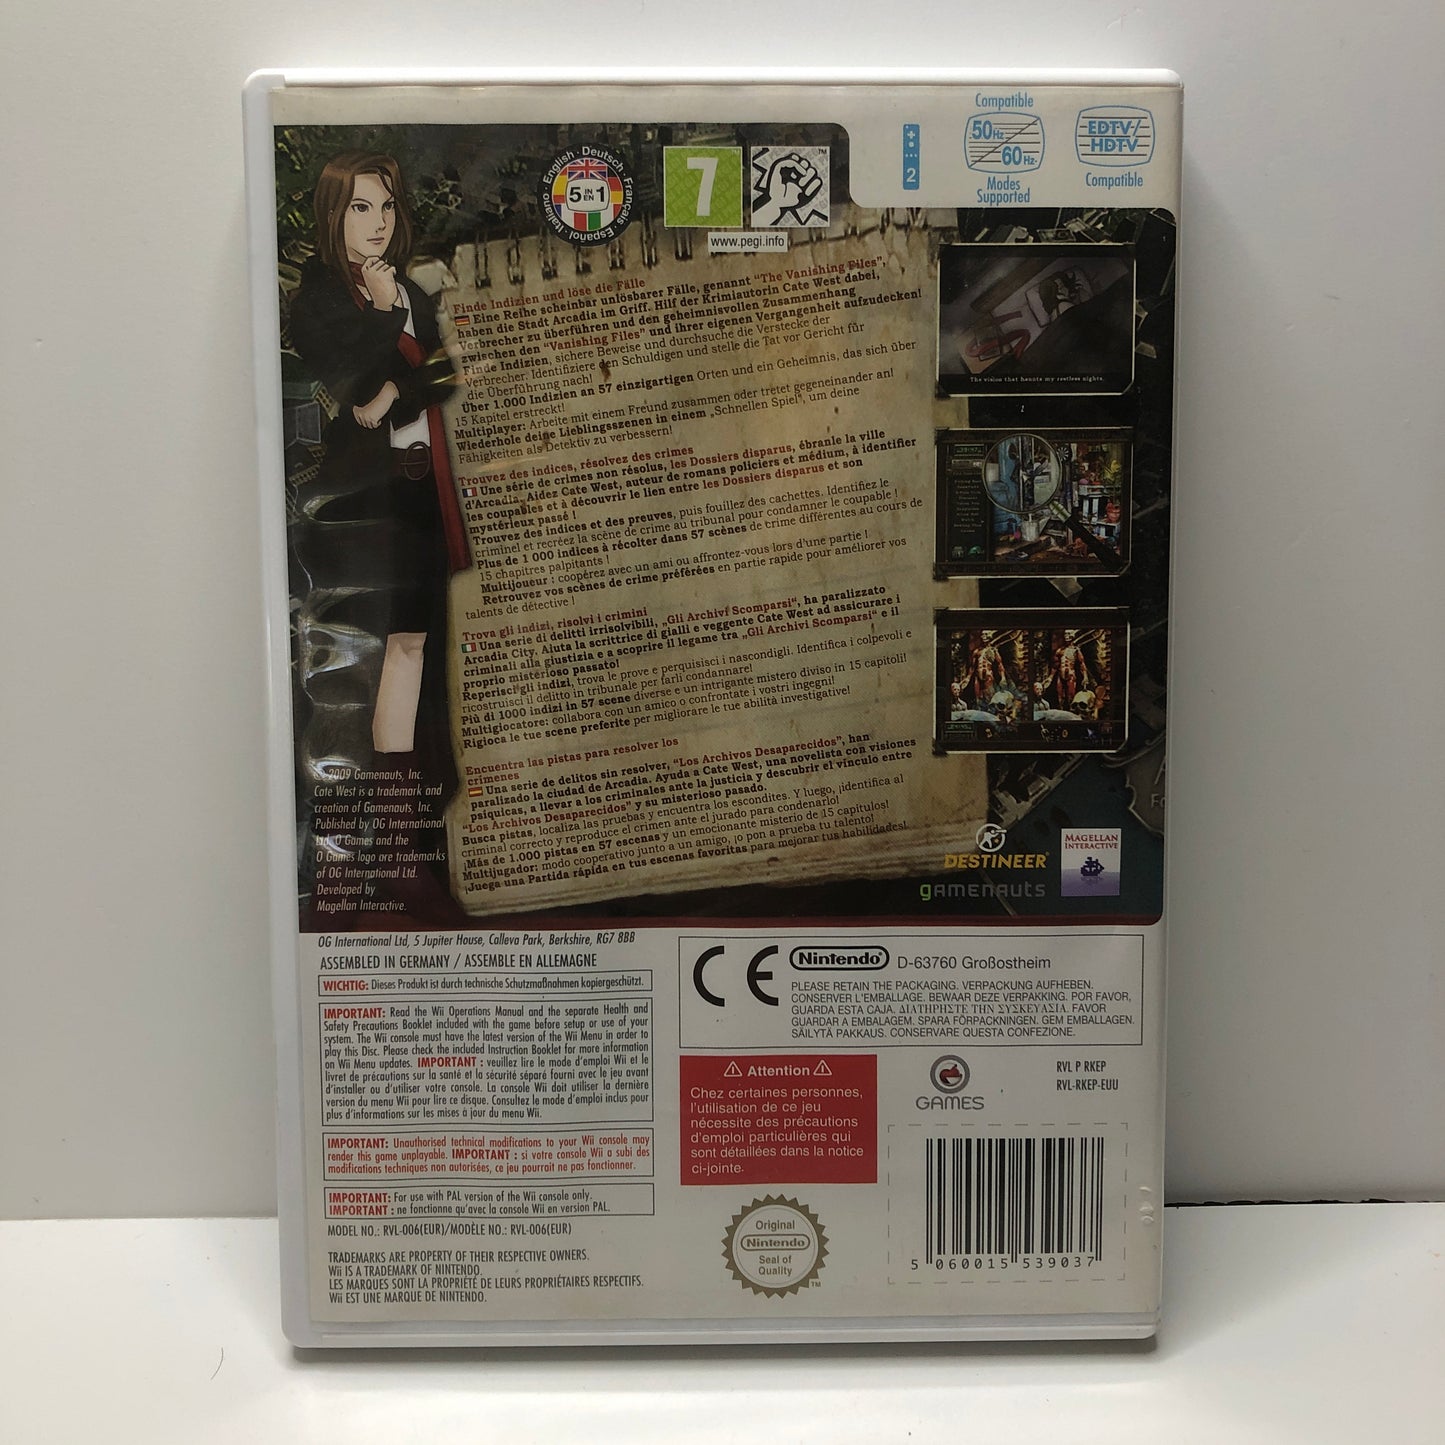 English · Deutsch · Français · Español · Italiano
5 IN EN 1
7
™
www.pegi.info
2
Compatible
50Hz
60Hz
Modes
Supported
EDTV/
HDTV
Compatible
Finde Indizien und löse die Fälle
Eine Reihe scheinbar unlösbarer Fälle, genannt "The Vanishing Files",
haben die Stadt Arcadia im Griff. Hilf der Krimiautorin Cate West dabei,
Verbrecher zu überführen und den geheimnisvollen Zusammenhang
zwischen den "Vanishing Files" und ihrer eigenen Vergangenheit aufzudecken!
Finde Indizien, sichere Beweise und durchsuche die Verstecke der
Verbrecher. Identifiziere den Schuldigen und stelle die Tat vor Gericht für
die Überführung nach!
Über 1.000 Indizien an 57 einzigartigen Orten und ein Geheimnis, das sich über
15 Kapitel erstreckt!
Multiplayer: Arbeite mit einem Freund zusammen oder tretet gegeneinander an!
Wiederhole deine Lieblingsszenen in einem „Schnellen Spiel", um deine
Fähigkeiten als Detektiv zu verbessern!
Trouvez des indices, résolvez des crimes
Une série de crimes non résolus, les Dossiers disparus, ébranle la ville
d'Arcadia. Aidez Cate West, auteur de romans policiers et médium, à identifier
les coupables et à découvrir le lien entre les Dossiers disparus et son
mystérieux passé !
Trouvez des indices et des preuves, puis fouillez des cachettes. Identifiez le
criminel et recréez la scène de crime au tribunal pour condamner le coupable !
Plus de 1 000 indices à récolter dans 57 scènes de crime différentes au cours de
15 chapitres palpitants !
Multijoueur : coopérez avec un ami ou affrontez-vous lors d'une partie !
Retrouvez vos scènes de crime préférées en partie rapide pour améliorer vos
talents de détective !
Trova gli indizi, risolvi i crimini
Una serie di delitti irrisolvibili, „Gli Archivi Scomparsi", ha paralizzato
Arcadia City. Aiuta la scrittrice di gialli e veggente Cate West ad assicurare i
criminali alla giustizia e a scoprire il legame tra „Gli Archivi Scomparsi" e il
proprio misterioso passato!
Reperisci gli indizi, trova le prove e perquisisci i nascondigli. Identifica i colpevoli e
ricostruisci il delitto in tribunale per farli condannare!
Più di 1000 indizi in 57 scene diverse e un intrigante mistero diviso in 15 capitoli!
Multigiocatore: collabora con un amico o confrontate i vostri ingegni!
Rigioca le tue scene preferite per migliorare le tue abilità investigative!
Encuentra las pistas para resolver los
crímenes
Una serie de delitos sin resolver, "Los Archivos Desaparecidos", han
paralizado la ciudad de Arcadia. Ayuda a Cate West, una novelista con visiones
psíquicas, a llevar a los criminales ante la justicia y descubrir el vínculo entre
"Los Archivos Desaparecidos" y su misterioso pasado.
Busca pistas, localiza las pruebas y encuentra los escondites. Y luego, ¡identifica al
criminal correcto y reproduce el crimen ante el jurado para condenarlo!
¡Más de 1.000 pistas en 57 escenas y un emocionante misterio de 15 capítulos!
Multijugador: modo cooperativo junto a un amigo, ¡o pon a prueba tu talento!
¡Juega una Partida rápida en tus escenas favoritas para mejorar tus habilidades!
The vision that haunts my restless nights.
© 2009 Gamenauts, Inc.
Cate West is a trademark and
creation of Gamenauts, Inc.
Published by OG International
Ltd. O Games and the
O Games logo are trademarks
of OG International Ltd.
Developed by
Magellan Interactive.
DESTINEER
gamenauts
MAGELLAN
INTERACTIVE
OG International Ltd, 5 Jupiter House, Calleva Park, Berkshire, RG7 8BB
ASSEMBLED IN GERMANY / ASSEMBLE EN ALLEMAGNE
WICHTIG: Dieses Produkt ist durch technische Schutzmaßnahmen kopiergeschützt.
IMPORTANT: Read the Wii Operations Manual and the separate Health and
Safety Precautions Booklet included with the game before setup or use of your
system. The Wii console must have the latest version of the Wii Menu in order to
play this Disc. Please check the included Instruction Booklet for more information
on Wii Menu updates. IMPORTANT : veuillez lire le mode d'emploi Wii et le
livret de précautions sur la santé et la sécurité séparé fourni avec le jeu avant
d'installer ou d'utiliser votre console. La console Wii doit utiliser la dernière
version du menu Wii pour lire ce disque. Consultez le mode d'emploi inclus pour
plus d'informations sur les mises à jour du menu Wii.
IMPORTANT: Unauthorised technical modifications to your Wii console may
render this game unplayable. IMPORTANT : si votre console Wii a subi des
modifications techniques non autorisées, ce jeu pourrait ne pas fonctionner.
IMPORTANT: For use with PAL version of the Wii console only.
IMPORTANT : ne fonctionne qu'avec la console Wii en version PAL.
MODEL NO.: RVL-006(EUR)/MODÈLE NO.: RVL-006(EUR)
TRADEMARKS ARE PROPERTY OF THEIR RESPECTIVE OWNERS.
Wii IS A TRADEMARK OF NINTENDO.
LES MARQUES SONT LA PROPRIÉTÉ DE LEURS PROPRIÉTAIRES RESPECTIFS.
Wii EST UNE MARQUE DE NINTENDO.
CE Nintendo® D-63760 Großostheim
PLEASE RETAIN THE PACKAGING. VERPACKUNG AUFHEBEN.
CONSERVER L'EMBALLAGE. BEWAAR DEZE VERPAKKING. POR FAVOR,
GUARDA ESTA CAJA. ΔΙΑΤΗΡΗΣΤΕ ΤΗΝ ΣΥΣΚΕΥΑΣΙΑ. FAVOR
GUARDAR A EMBALAGEM. SPARA FÖRPACKNINGEN. GEM EMBALLAGEN.
SÄILYTÄ PAKKAUS. CONSERVARE QUESTA CONFEZIONE.
⚠ Attention ⚠
Chez certaines personnes,
l'utilisation de ce jeu
nécessite des précautions
d'emploi particulières qui
sont détaillées dans la notice
ci-jointe.
GAMES
RVL P RKEP
RVL-RKEP-EUU
Original
Nintendo
Seal of
Quality
TM
5 060015 539037